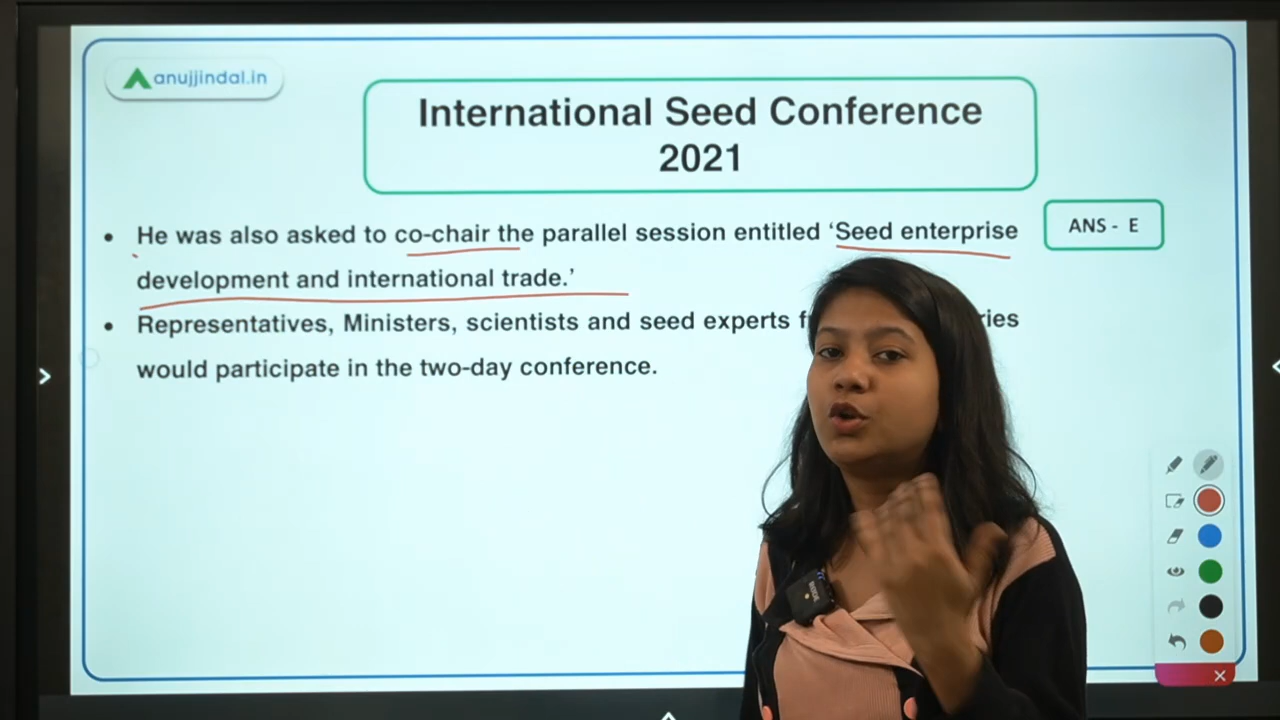 anujjindal.in
International Seed Conference
2021
• He was also asked to co-chair the parallel session entitled ‘Seed enterprise
development and international trade.’
ANS - E
• Representatives, Ministers, scientists and seed experts
would participate in the two-day conference.